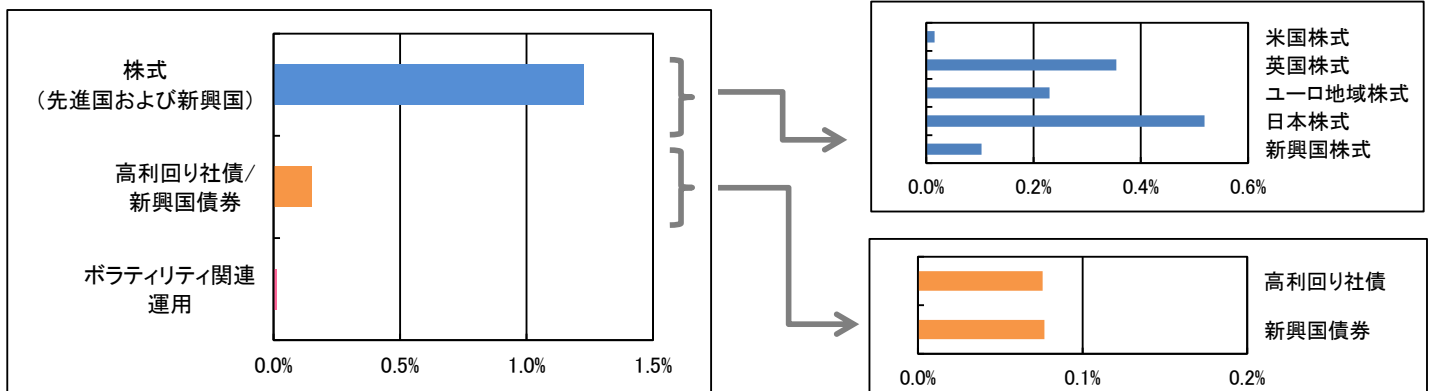 株式
（先進国および新興国）
高利回り社債/
新興国債券
ボラティリティ関連
運用
0.0%
0.5%
1.0%
1.5%
米国株式
英国株式
ユーロ地域株式
日本株式
新興国株式
0.0%
0.2%
0.4%
0.6%
高利回り社債
新興国債券
0.0%
0.1%
0.2%